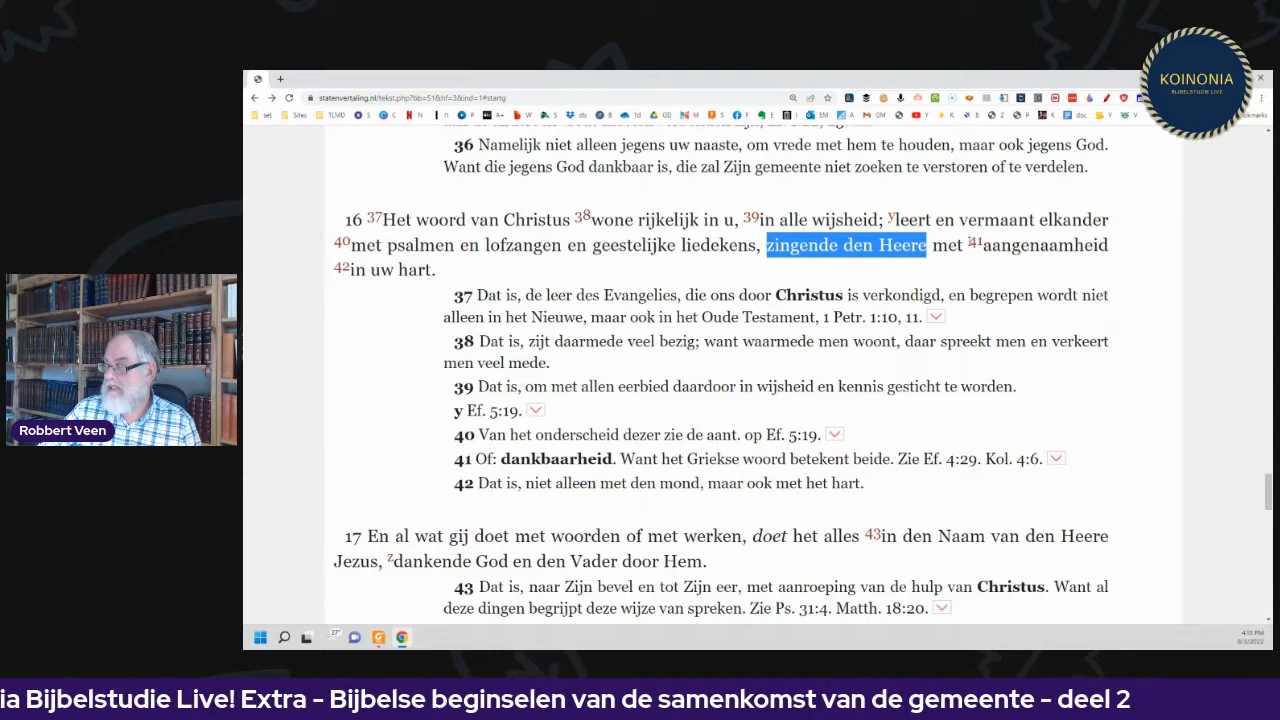 KOINONIA
BIJBELSTUDIE LIVE
statenvertaling.nl/tekst.php?bb=51&hf=3&ind=1#startg
set
Sites
TLMD
36 Namelijk niet alleen jegens uw naaste, om vrede met hem te houden, maar ook jegens God.
Want die jegens God dankbaar is, die zal Zijn gemeente niet zoeken te verstoren of te verdelen.
16 37Het woord van Christus 38wone rijkelijk in u, 39in alle wijsheid; yleert en vermaant elkander
40met psalmen en lofzangen en geestelijke liedekens, zingende den Heere met 41aangenaamheid
42in uw hart.
37 Dat is, de leer des Evangelies, die ons door Christus is verkondigd, en begrepen wordt niet
alleen in het Nieuwe, maar ook in het Oude Testament, 1 Petr. 1:10, 11.
38 Dat is, zijt daarmede veel bezig; want waarmede men woont, daar spreekt men en verkeert
men veel mede.
39 Dat is, om met allen eerbied daardoor in wijsheid en kennis gesticht te worden.
y Ef. 5:19.
40 Van het onderscheid dezer zie de aant. op Ef. 5:19.
41 Of: dankbaarheid. Want het Griekse woord betekent beide. Zie Ef. 4:29. Kol. 4:6.
42 Dat is, niet alleen met den mond, maar ook met het hart.
17 En al wat gij doet met woorden of met werken, doet het alles 43in den Naam van den Heere
Jezus, zdankende God en den Vader door Hem.
43 Dat is, naar Zijn bevel en tot Zijn eer, met aanroeping van de hulp van Christus. Want al
deze dingen begrijpt deze wijze van spreken. Zie Ps. 31:4. Matth. 18:20.
Robbert Veen
27°
4:13 PM
8/3/2022
ia Bijbelstudie Live! Extra - Bijbelse beginselen van de samenkomst van de gemeente - deel 2